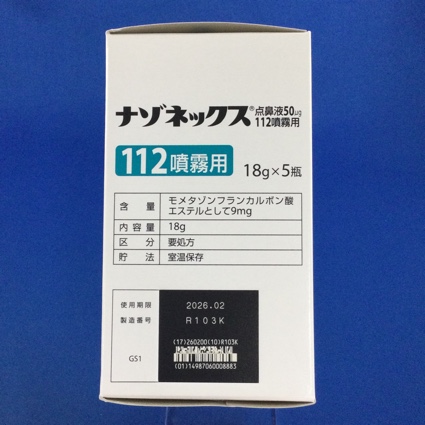 ナゾネックス®点鼻液50μg
112噴霧用
112噴霧用
18g×5瓶
含量 モメタゾンフランカルボン酸
エステルとして9mg
内容量 18g
区分 要処方
貯法 室温保存
使用期限 2026.02
製造番号 R103K
(17)260200(10)R103K
GS1
(01)14987060008883